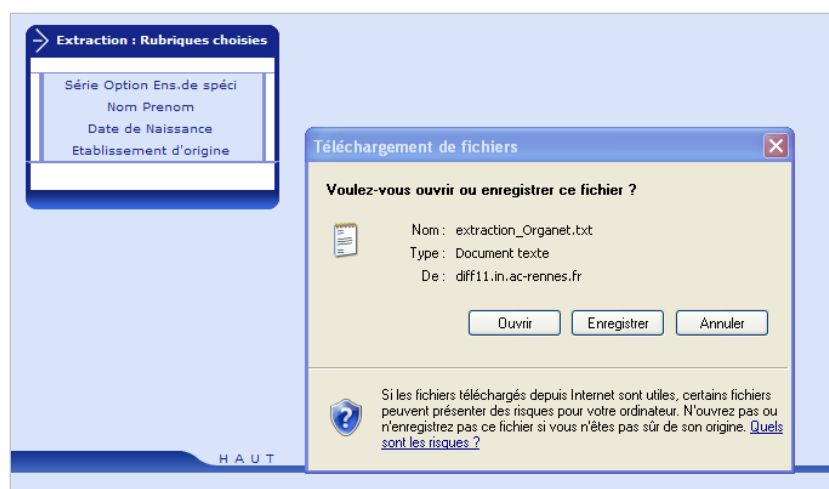 Extraction : Rubriques choisies
Série Option Ens.de spéci
Nom Prenom
Date de Naissance
Etablissement d'origine
Téléchargement de fichiers
Voulez-vous ouvrir ou enregistrer ce fichier ?
Nom : extraction_Organet.txt
Type : Document texte
De : diff11.in.ac-rennes.fr
Ouvrir Enregistrer Annuler
Si les fichiers téléchargés depuis Internet sont utiles, certains fichiers
peuvent présenter des risques pour votre ordinateur. N'ouvrez pas ou
n'enregistrez pas ce fichier si vous n'êtes pas sûr de son origine. Quels
sont les risques ?
HAUT